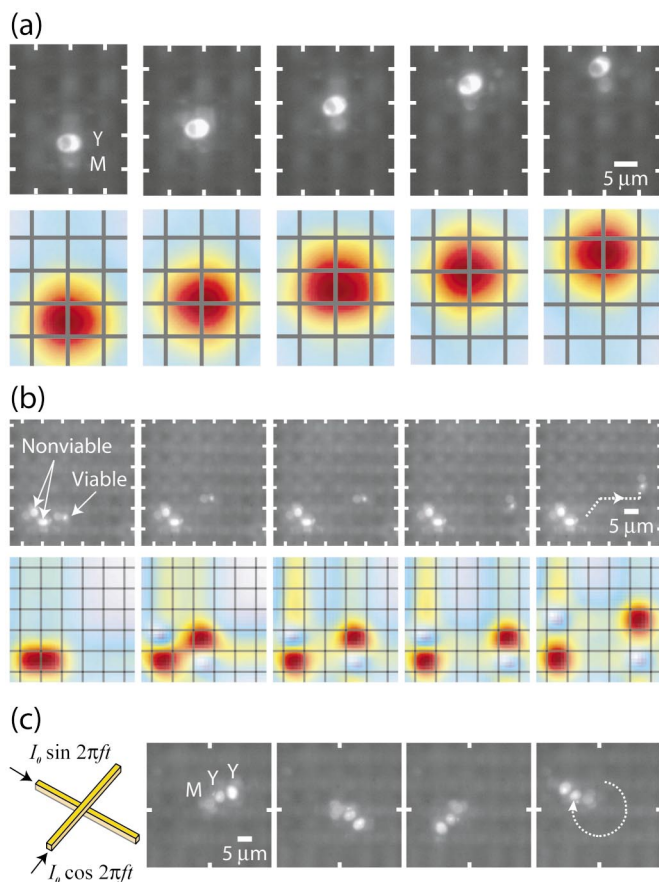 (a)
Y
M
5 μm
(b)
Nonviable
Viable
5 μm
(c)
I₀ sin 2πft
I₀ cos 2πft
M Y Y
5 μm